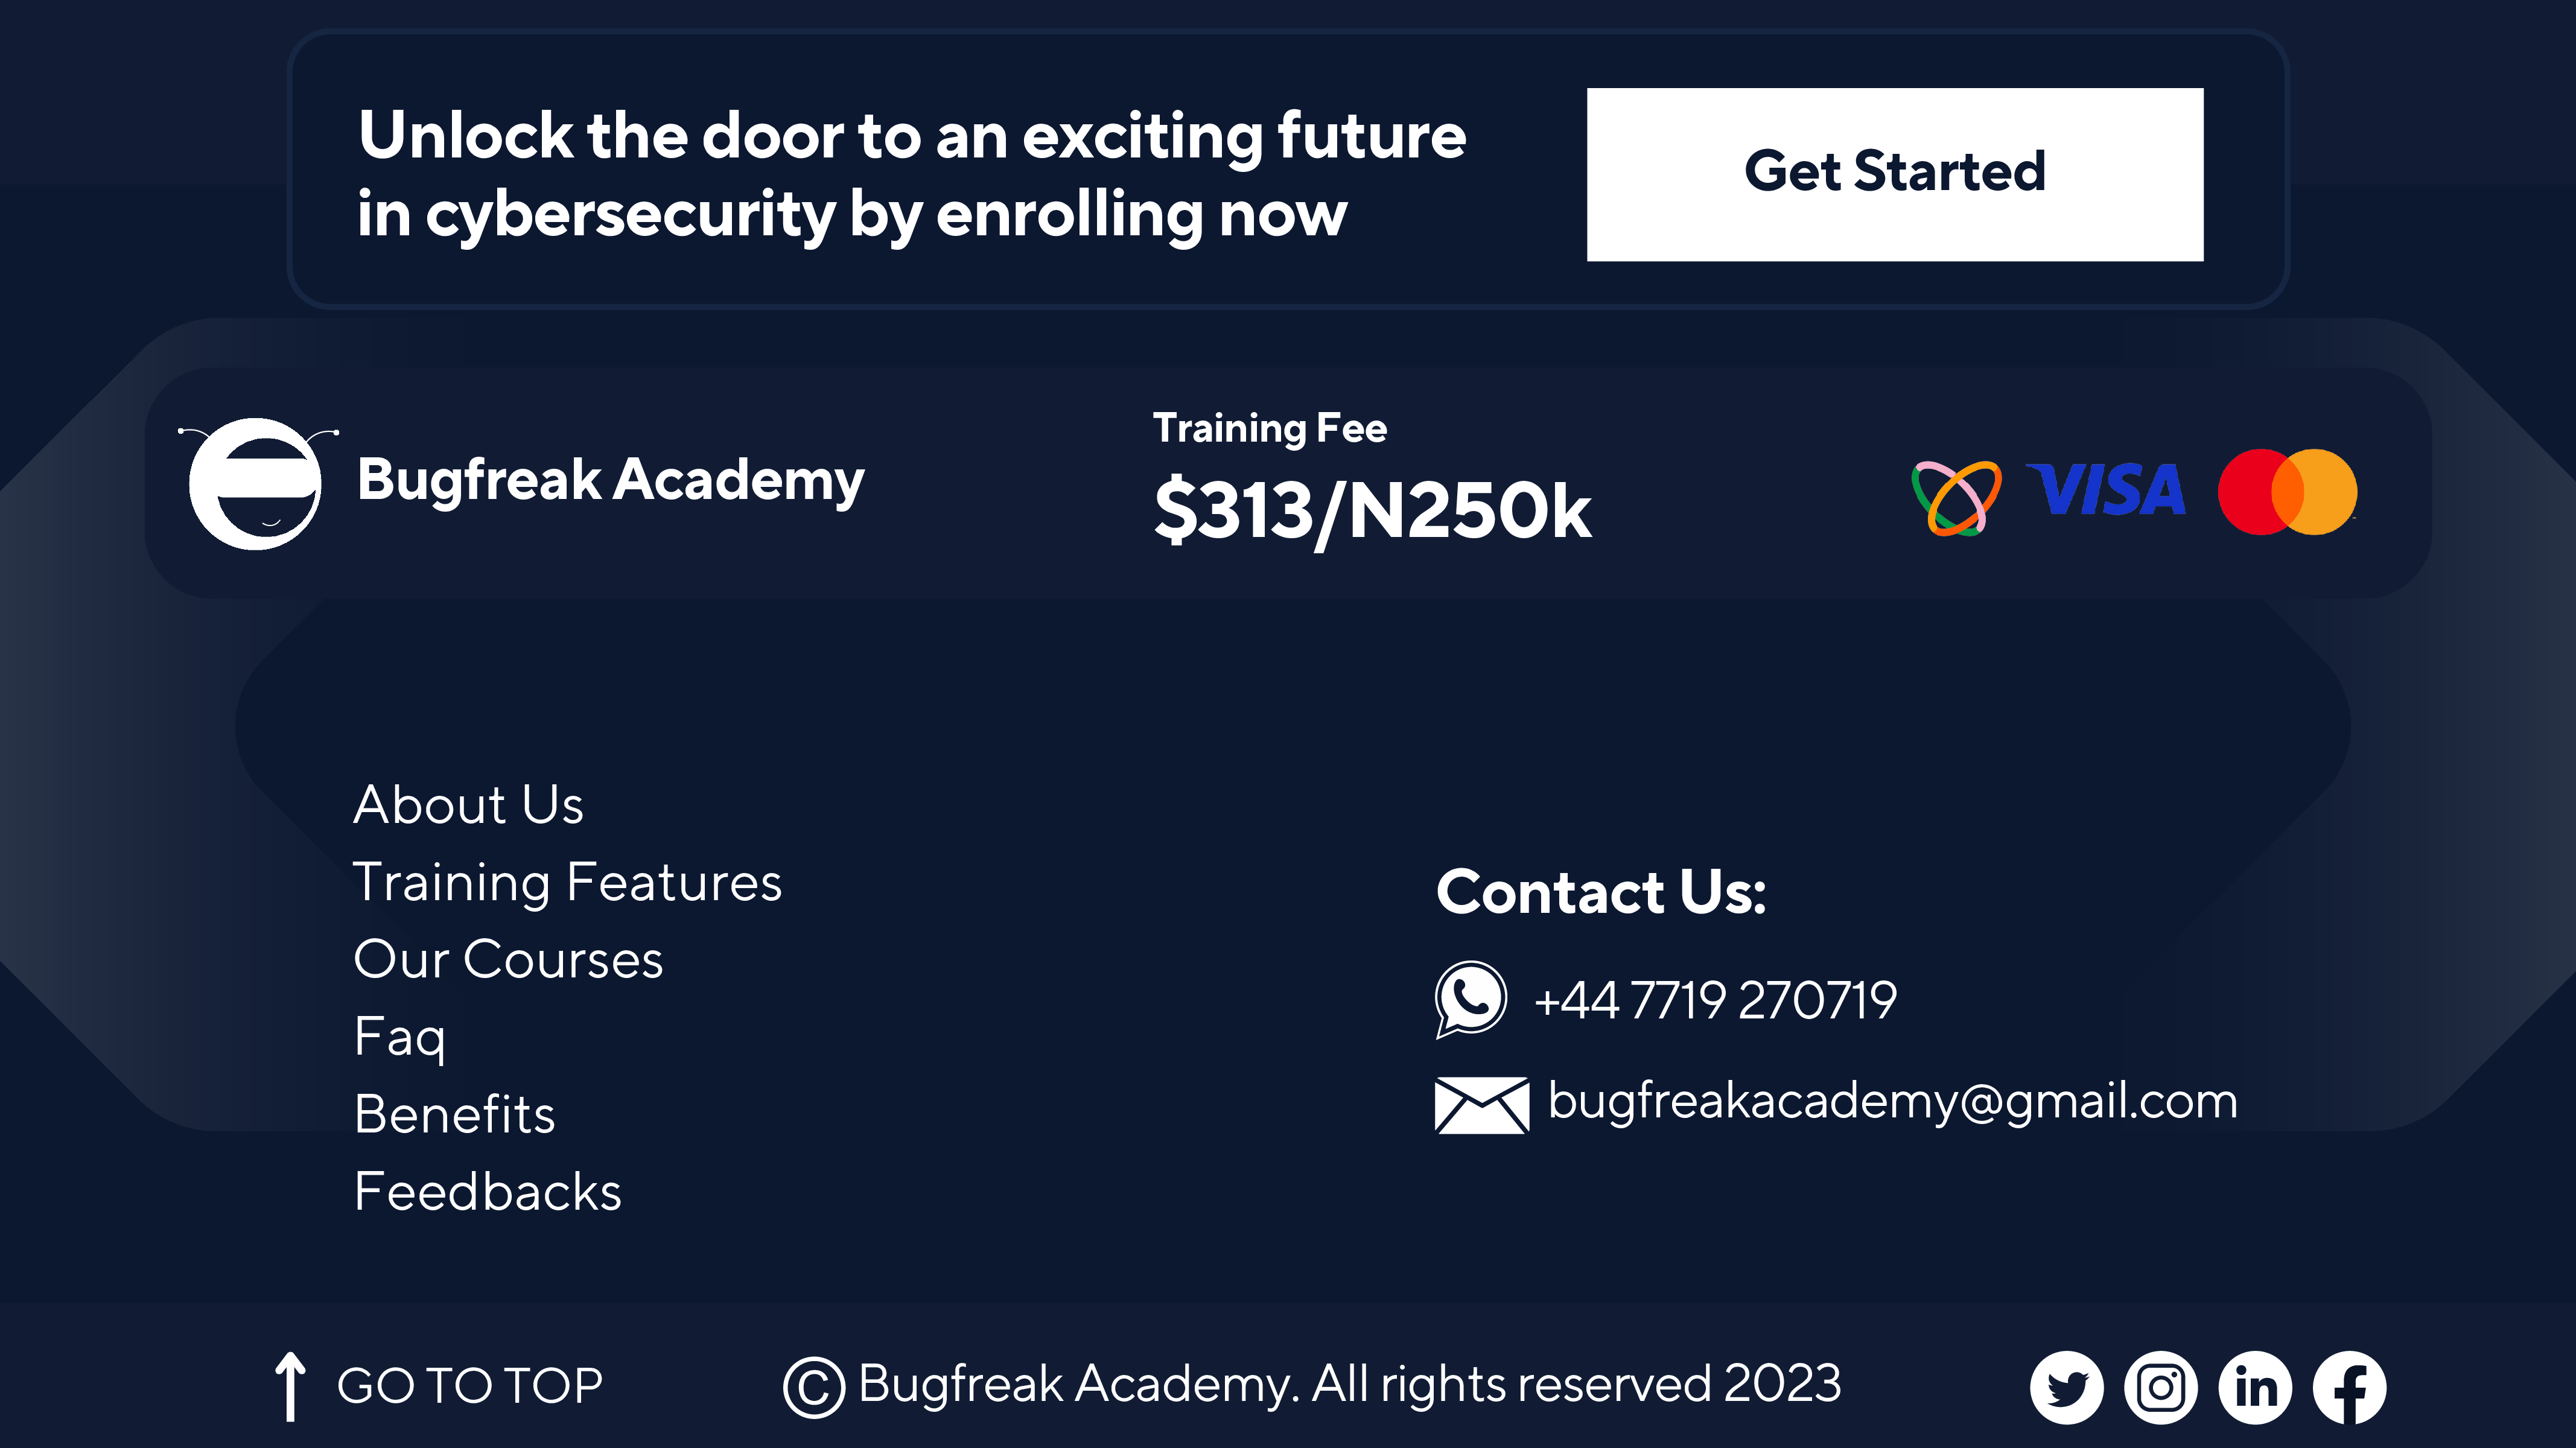 Unlock the door to an exciting future
in cybersecurity by enrolling now
Get Started
Bugfreak Academy
Training Fee
$313/N250k
VISA
About Us
Training Features
Our Courses
Faq
Benefits
Feedbacks
Contact Us:
+44 7719 270719
bugfreakacademy@gmail.com
GO TO TOP
© Bugfreak Academy. All rights reserved 2023